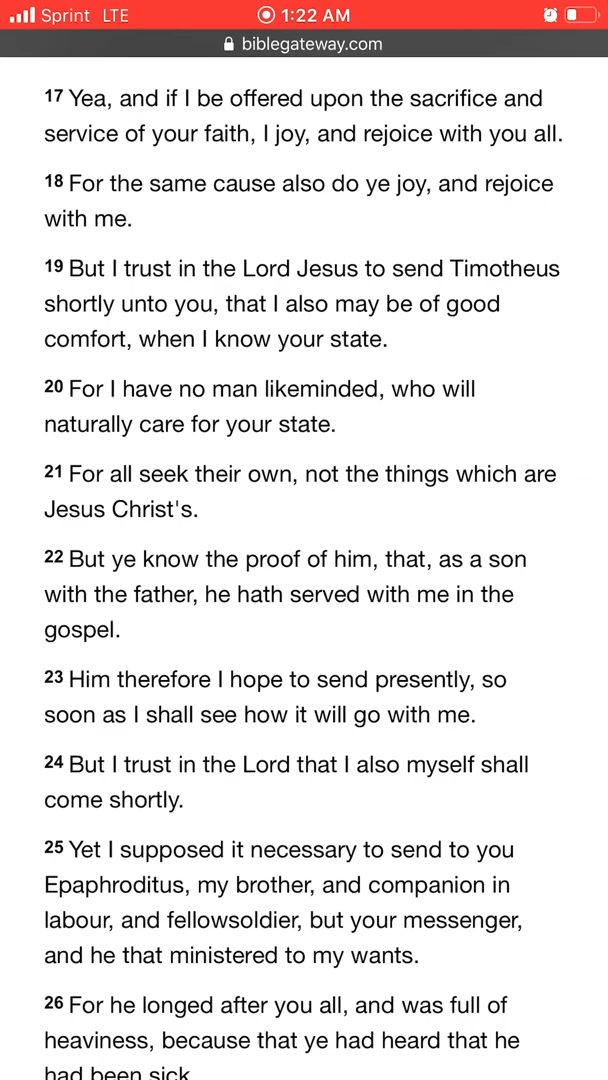 Sprint LTE 1:22 AM
biblegateway.com
17 Yea, and if I be offered upon the sacrifice and
service of your faith, I joy, and rejoice with you all.
18 For the same cause also do ye joy, and rejoice
with me.
19 But I trust in the Lord Jesus to send Timotheus
shortly unto you, that I also may be of good
comfort, when I know your state.
20 For I have no man likeminded, who will
naturally care for your state.
21 For all seek their own, not the things which are
Jesus Christ's.
22 But ye know the proof of him, that, as a son
with the father, he hath served with me in the
gospel.
23 Him therefore I hope to send presently, so
soon as I shall see how it will go with me.
24 But I trust in the Lord that I also myself shall
come shortly.
25 Yet I supposed it necessary to send to you
Epaphroditus, my brother, and companion in
labour, and fellowsoldier, but your messenger,
and he that ministered to my wants.
26 For he longed after you all, and was full of
heaviness, because that ye had heard that he
had been sick